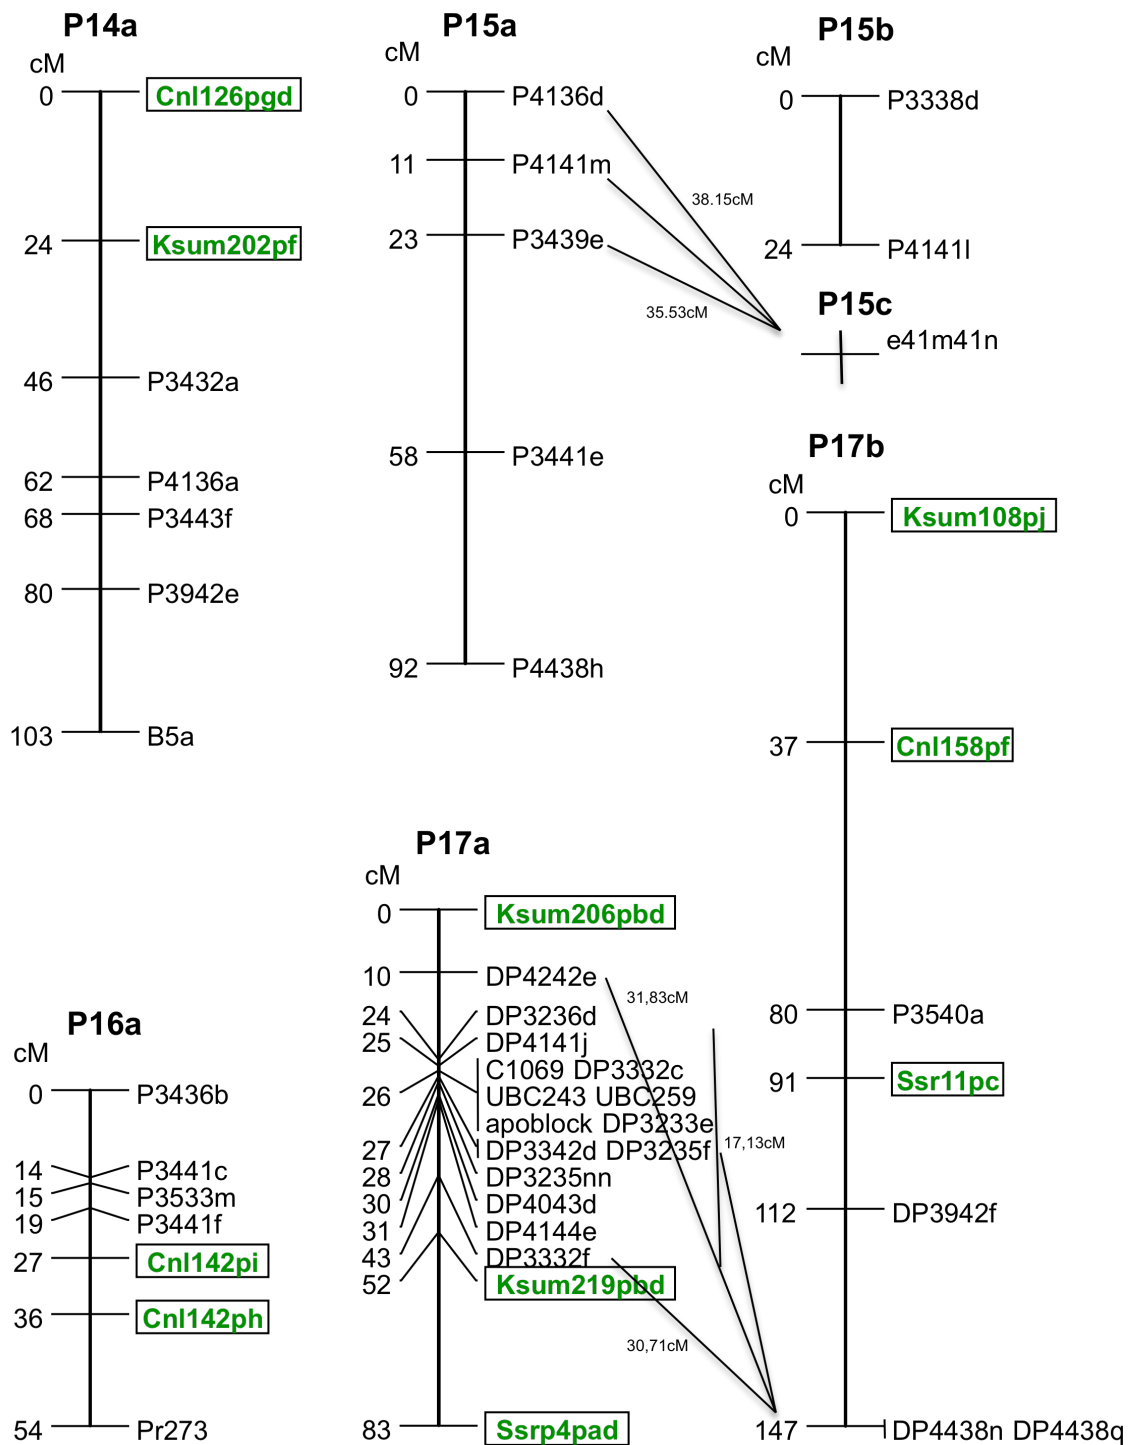 P14a
cM
0 Cnl126pgd
24 Ksum202pf
46 P3432a
62 P4136a
68 P3443f
80 P3942e
103 B5a
P15a
cM
0 P4136d
11 P4141m
23 P3439e
58 P3441e
92 P4438h
38.15cM
35.53cM
P15b
cM
0 P3338d
24 P4141l
P15c
e41m41n
P16a
cM
0 P3436b
14 P3441c
15 P3533m
19 P3441f
27 Cnl142pi
36 Cnl142ph
54 Pr273
P17a
cM
0 Ksum206pbd
10 DP4242e
24 DP3236d
25 DP4141j
C1069 DP3332c
26 UBC243 UBC259
apoblock DP3233e
27 DP3342d DP3235f
28 DP3235nn
30 DP4043d
31 DP4144e
43 DP3332f
52 Ksum219pbd
83 Ssrp4pad
31,83cM
17,13cM
30,71cM
P17b
cM
0 Ksum108pj
37 Cnl158pf
80 P3540a
91 Ssr11pc
112 DP3942f
147 DP4438n DP4438q